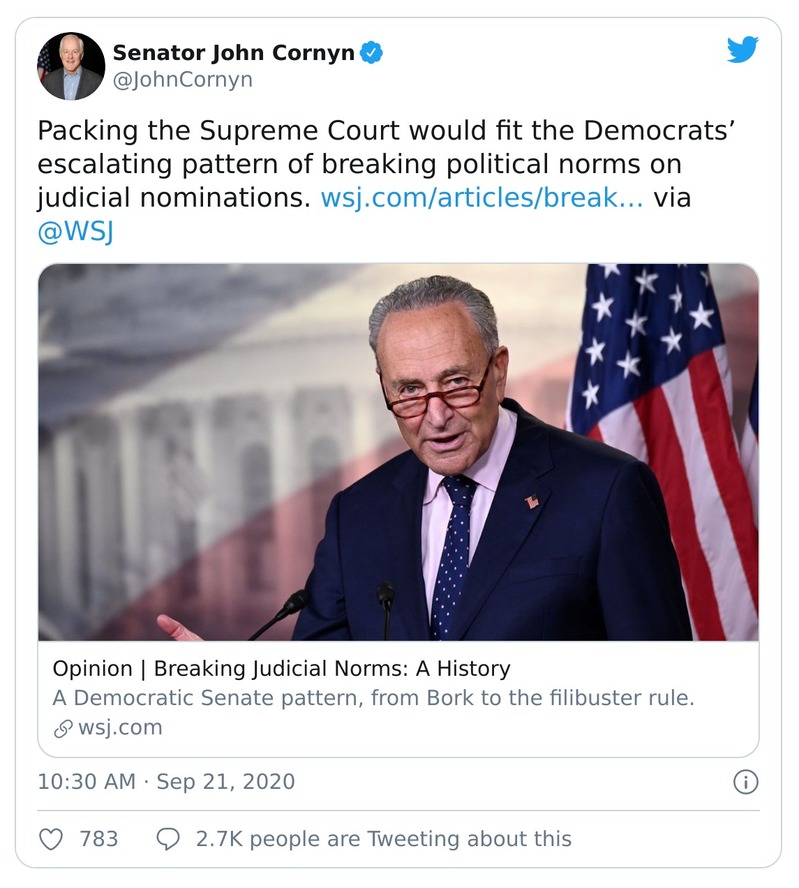 Senator John Cornyn
@JohnCornyn
Packing the Supreme Court would fit the Democrats’
escalating pattern of breaking political norms on
judicial nominations. wsj.com/articles/break… via
@WSJ
Opinion | Breaking Judicial Norms: A History
A Democratic Senate pattern, from Bork to the filibuster rule.
wsj.com
10:30 AM · Sep 21, 2020
783 2.7K people are Tweeting about this